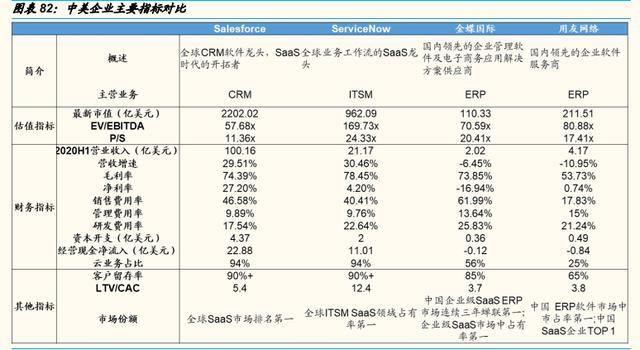 图表 82：中美企业主要指标对比
Salesforce ServiceNow 金蝶国际 用友网络
简介 概述 全球CRM软件龙头，SaaS时代的开拓者 全球业务工作流的SaaS龙头 国内领先的企业管理软件及电子商务应用解决方案供应商 国内领先的企业软件服务商
主营业务 CRM ITSM ERP ERP
估值指标 最新市值（亿美元） 2202.02 962.09 110.33 211.51
EV/EBITDA 57.68x 169.73x 70.59x 80.88x
P/S 11.36x 24.33x 20.41x 17.41x
财务指标 2020H1营业收入（亿美元） 100.16 21.17 2.02 4.17
营收增速 29.51% 30.46% -6.45% -10.95%
毛利率 74.39% 78.45% 73.85% 53.73%
净利率 27.20% 4.20% -16.94% 0.74%
销售费用率 46.58% 40.41% 61.99% 17.83%
管理费用率 9.89% 9.76% 13.64% 15%
研发费用率 17.54% 22.64% 25.83% 21.24%
资本开支（亿美元） 4.37 2 0.36 0.49
经营现金净流入（亿美元） 22.88 11.01 -0.12 -0.84
云业务占比 94% 94% 56% 25%
其他指标 客户留存率 90%+ 90%+ 85% 65%
LTV/CAC 5.4 12.4 3.7 3.8
市场份额 全球SaaS市场排名第一 全球ITSM SaaS领域占有率第一 中国企业级SaaS ERP市场连续三年蝉联第一；企业级SaaS市场中占有率第一 中国 ERP软件市场中市占率第一；中国SaaS企业TOP 1